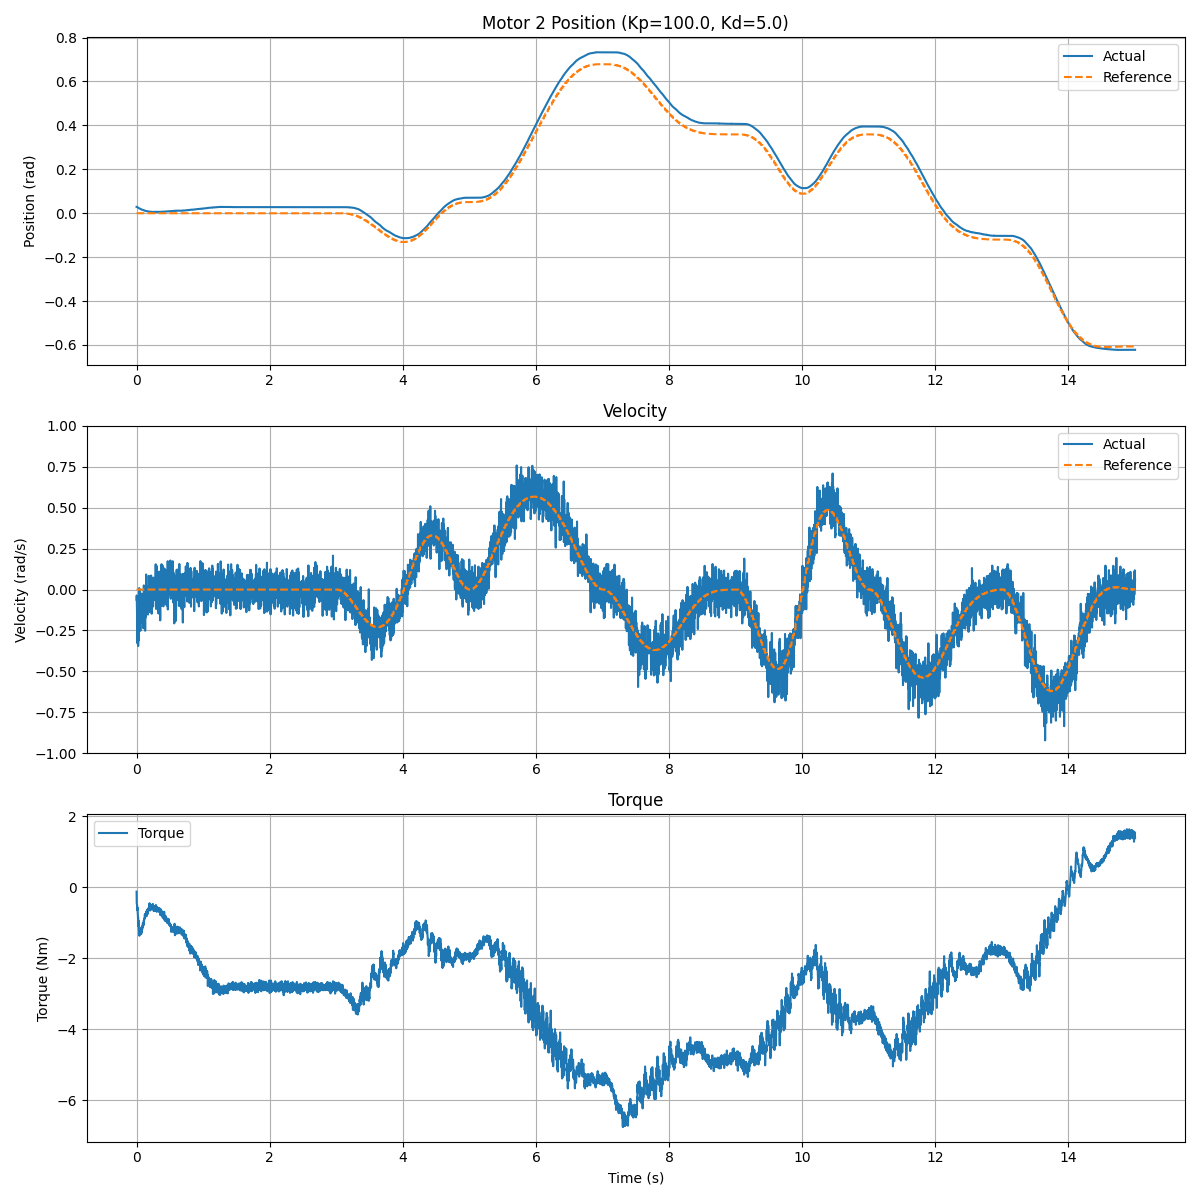 Motor 2 Position (Kp=100.0, Kd=5.0)
0.8
0.6
0.4
0.2
0.0
−0.2
−0.4
−0.6
Position (rad)
Actual
Reference
0 2 4 6 8 10 12 14
Velocity
1.00
0.75
0.50
0.25
0.00
−0.25
−0.50
−0.75
−1.00
Velocity (rad/s)
Actual
Reference
0 2 4 6 8 10 12 14
Torque
2
0
−2
−4
−6
Torque (Nm)
Torque
0 2 4 6 8 10 12 14
Time (s)